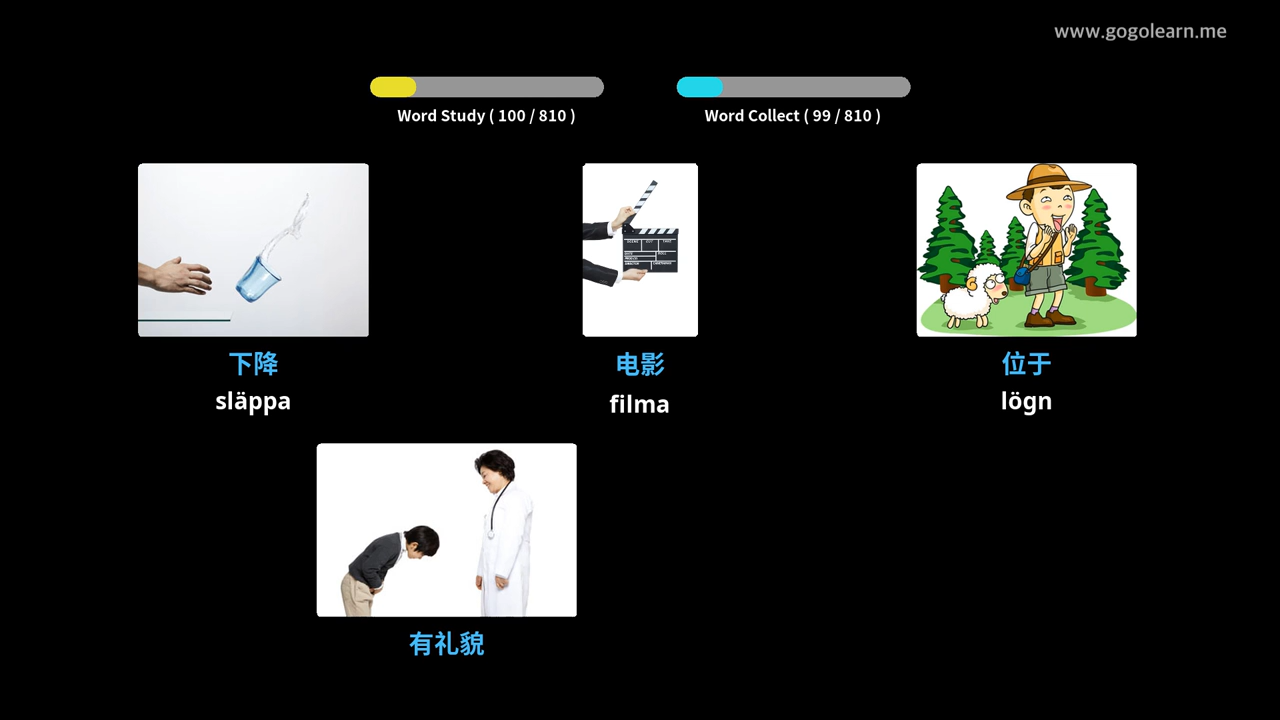 www.gogolearn.me
Word Study ( 100 / 810 )
Word Collect ( 99 / 810 )
下降
släppa
电影
filma
位于
lögn
有礼貌